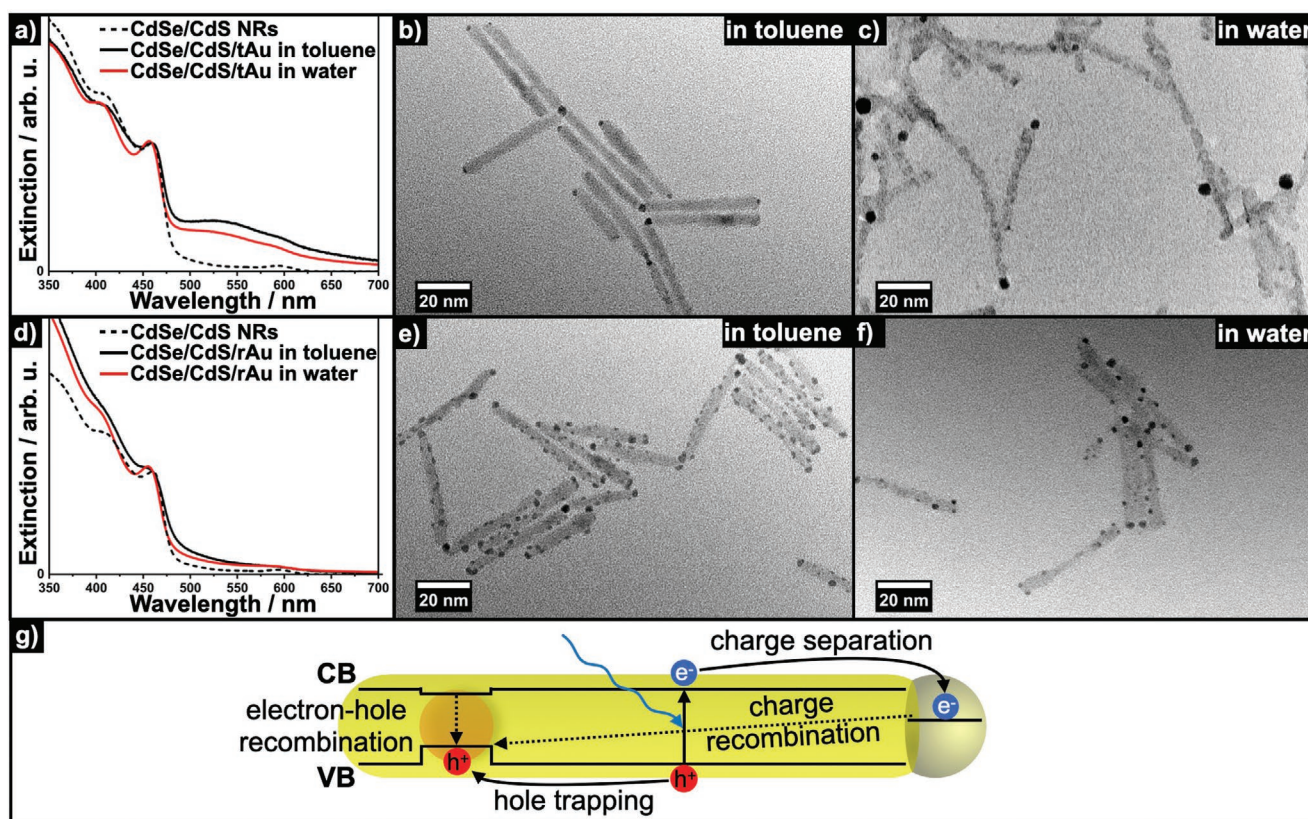 a)
CdSe/CdS NRs
CdSe/CdS/tAu in toluene
CdSe/CdS/tAu in water
Extinction / arb. u.
0
350 400 450 500 550 600 650 700
Wavelength / nm
b)
in toluene
20 nm
c)
in water
20 nm
d)
CdSe/CdS NRs
CdSe/CdS/rAu in toluene
CdSe/CdS/rAu in water
Extinction / arb. u.
0
350 400 450 500 550 600 650 700
Wavelength / nm
e)
in toluene
20 nm
f)
in water
20 nm
g)
charge separation
CB
e-
e-
electron-hole
recombination
charge
recombination
h+
VB
h+
hole trapping